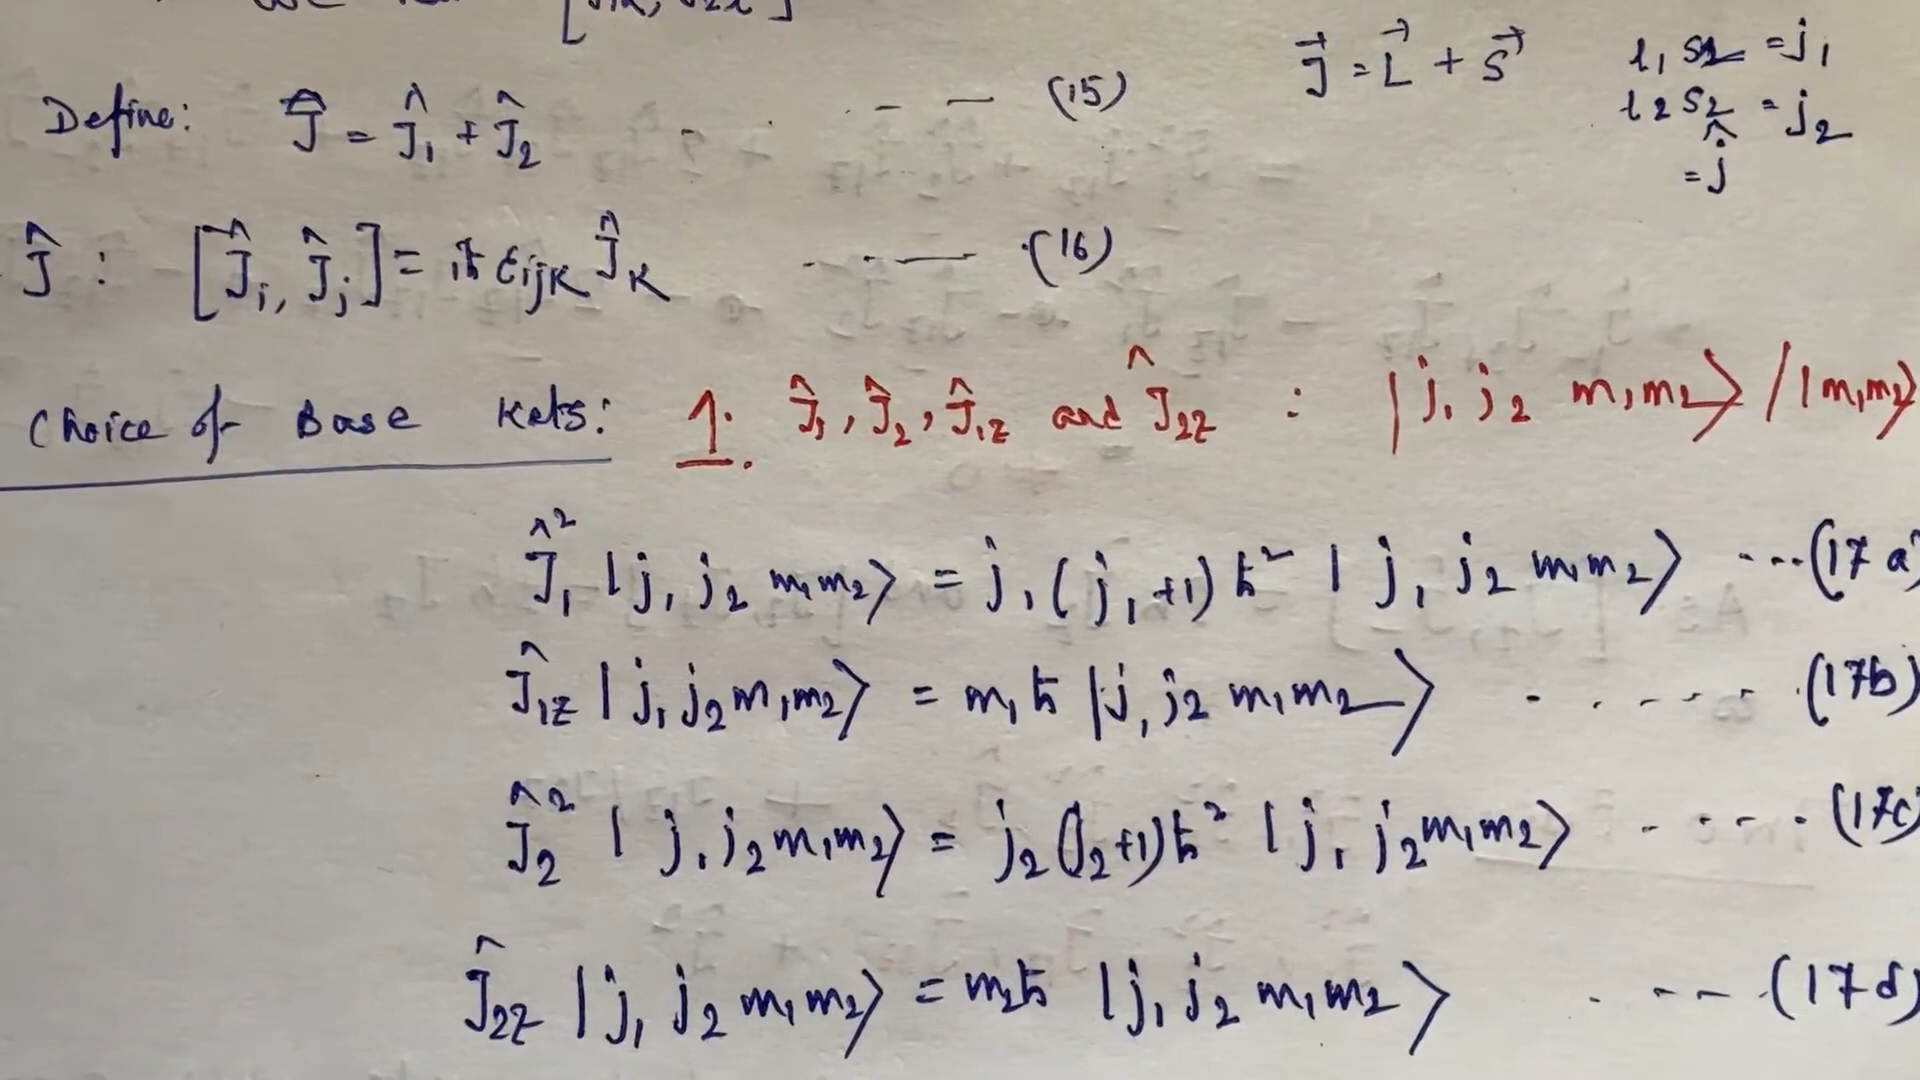 [J1k, J2l]
Define: Ĵ = Ĵ₁ + Ĵ₂ - - — (15)
J⃗ = L⃗ + S⃗
l₁ s₂ = j₁
l₂ s₂ = j₂
= ĵ
Ĵ : [Ĵᵢ, Ĵⱼ] = iħ ϵijk Ĵk - - — (16)
Choice of Base Kets: 1. Ĵ₁, Ĵ₂, Ĵ₁z and Ĵ₂z : |j₁ j₂ m₁m₂⟩ / |m₁m₂⟩
Ĵ₁² |j₁ j₂ m₁m₂⟩ = j₁(j₁+1)ħ² |j₁ j₂ m₁m₂⟩ ...(17a)
Ĵ₁z |j₁ j₂ m₁m₂⟩ = m₁ħ |j₁ j₂ m₁m₂⟩ . . - - . (17b)
Ĵ₂² |j₁ j₂ m₁m₂⟩ = j₂(j₂+1)ħ² |j₁ j₂ m₁m₂⟩ - . . . (17c)
Ĵ₂z |j₁ j₂ m₁m₂⟩ = m₂ħ |j₁ j₂ m₁m₂⟩ . - - . (17d)